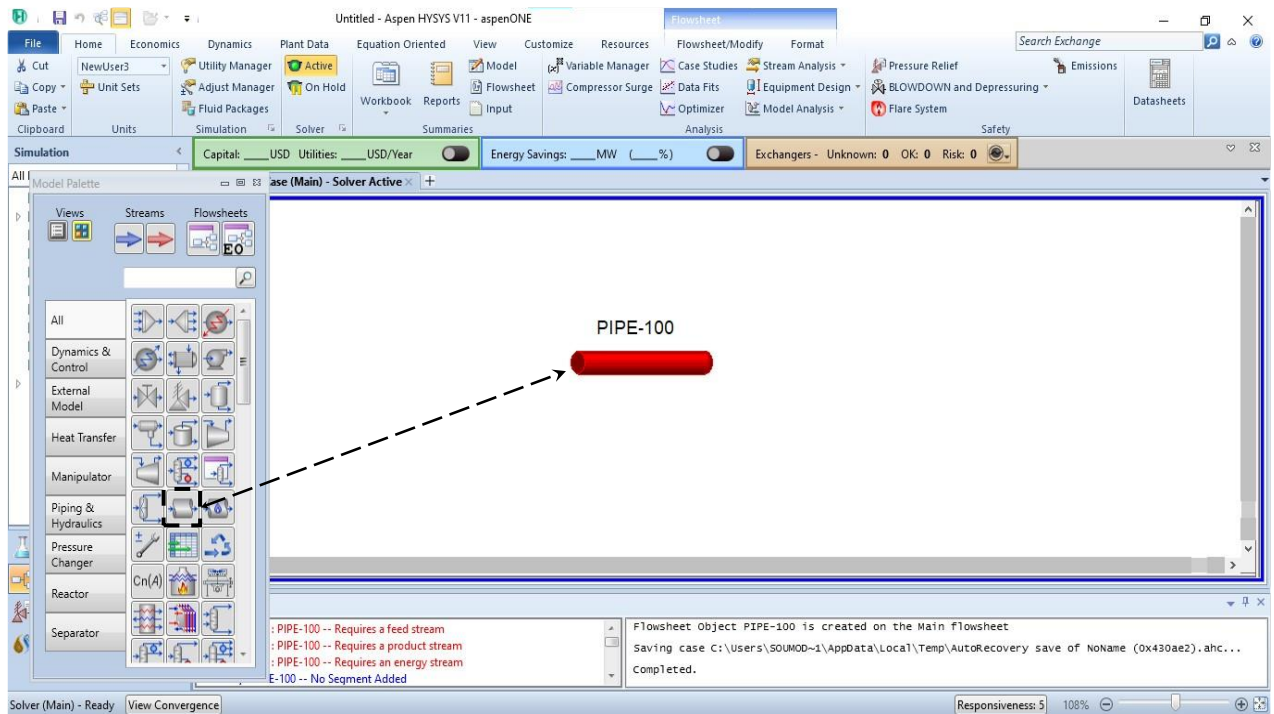 Untitled - Aspen HYSYS V11 - aspenONE
Flowsheet
File Home Economics Dynamics Plant Data Equation Oriented View Customize Resources Flowsheet/Modify Format Search Exchange
Cut NewUser3 Utility Manager Active Model Variable Manager Case Studies Stream Analysis Pressure Relief Emissions
Copy Unit Sets Adjust Manager On Hold Workbook Reports Flowsheet Compressor Surge Data Fits Equipment Design BLOWDOWN and Depressuring Datasheets
Paste Fluid Packages Input Optimizer Model Analysis Flare System
Clipboard Units Simulation Solver Summaries Analysis Safety
Simulation < Capital: ____USD Utilities: ____USD/Year Energy Savings: ____MW (____%) Exchangers - Unknown: 0 OK: 0 Risk: 0
All
Model Palette
ase (Main) - Solver Active × +
Views Streams Flowsheets
EO
All
Dynamics &
Control
External
Model
Heat Transfer
Manipulator
Piping &
Hydraulics
Pressure
Changer
Reactor
Separator
Cn(A)
PIPE-100
: PIPE-100 -- Requires a feed stream
: PIPE-100 -- Requires a product stream
: PIPE-100 -- Requires an energy stream
E-100 -- No Segment Added
Flowsheet Object PIPE-100 is created on the Main flowsheet
Saving case C:\Users\SOUMOD~1\AppData\Local\Temp\AutoRecovery save of NoName (0x430ae2).ahc...
Completed.
Solver (Main) - Ready View Convergence Responsiveness: 5 108%